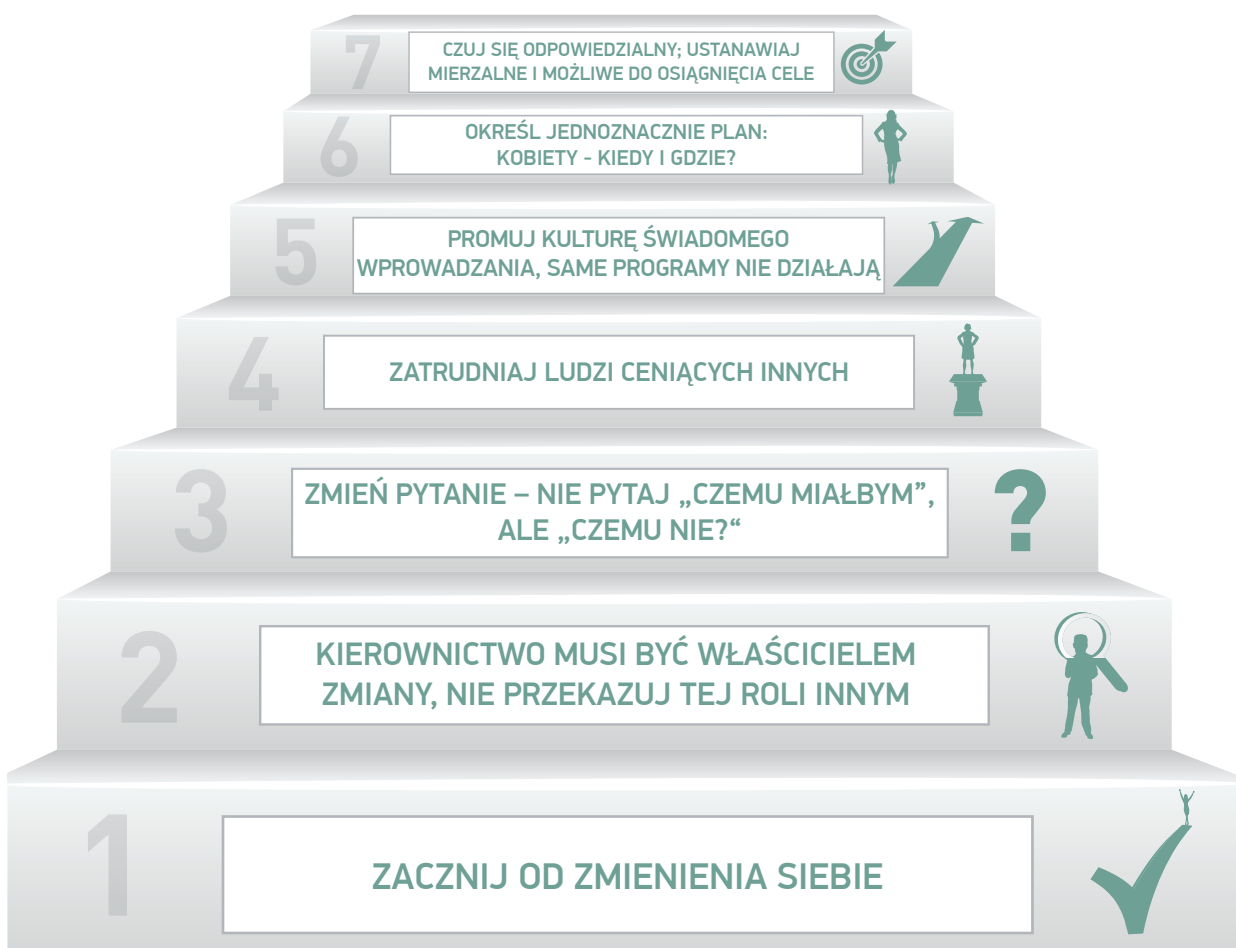 7
CZUJ SIĘ ODPOWIEDZIALNY; USTANAWIAJ
MIERZALNE I MOŻLIWE DO OSIĄGNIĘCIA CELE
6
OKREŚL JEDNOZNACZNIE PLAN:
KOBIETY - KIEDY I GDZIE?
5
PROMUJ KULTURĘ ŚWIADOMEGO
WPROWADZANIA, SAME PROGRAMY NIE DZIAŁAJĄ
4
ZATRUDNIAJ LUDZI CENIĄCYCH INNYCH
3
ZMIEŃ PYTANIE – NIE PYTAJ „CZEMU MIAŁBYM”,
ALE „CZEMU NIE?“
?
2
KIEROWNICTWO MUSI BYĆ WŁAŚCICIELEM
ZMIANY, NIE PRZEKAZUJ TEJ ROLI INNYM
1
ZACZNIJ OD ZMIENIENIA SIEBIE